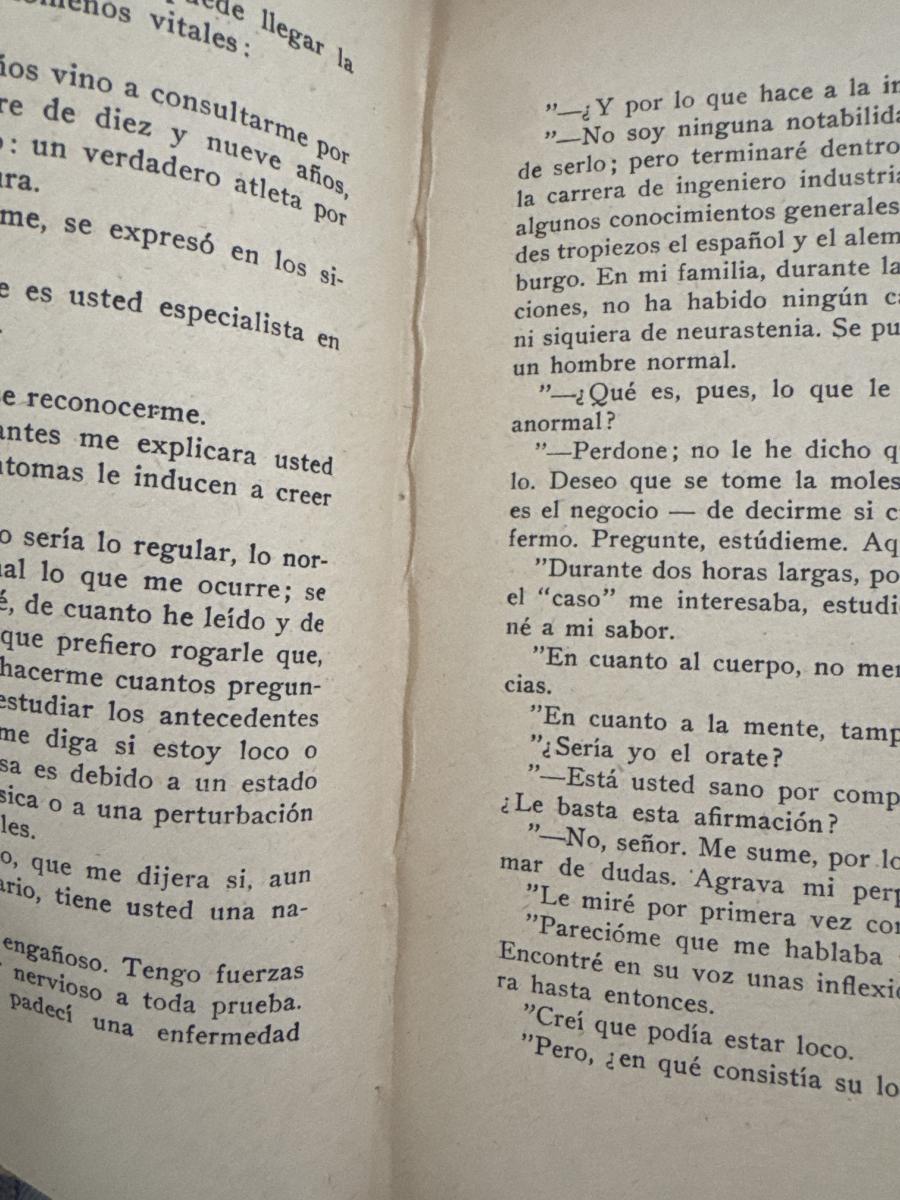 llegar la
vitales:
vino a consultarme por
re de diez y nueve años,
: un verdadero atleta por
ura.
me, se expresó en los si-
e es usted especialista en
e reconocerme.
antes me explicara usted
ntomas le inducen a creer
o sería lo regular, lo nor-
al lo que me ocurre; se
é, de cuanto he leído y de
que prefiero rogarle que,
hacerme cuantos pregun-
estudiar los antecedentes
me diga si estoy loco o
sa es debido a un estado
sica o a una perturbación
les.
o, que me dijera si, aun
ario, tiene usted una na-
engañoso. Tengo fuerzas
nervioso a toda prueba.
padecí una enfermedad
”—¿Y por lo que hace a la in
”—No soy ninguna notabilida
de serlo; pero terminaré dentro
la carrera de ingeniero industria
algunos conocimientos generales
des tropiezos el español y el alem
burgo. En mi familia, durante la
ciones, no ha habido ningún ca
ni siquiera de neurastenia. Se pu
un hombre normal.
”—¿Qué es, pues, lo que le
anormal?
”—Perdone; no le he dicho q
lo. Deseo que se tome la moles
es el negocio — de decirme si c
fermo. Pregunte, estúdieme. Aq
”Durante dos horas largas, po
el “caso” me interesaba, estudi
né a mi sabor.
”En cuanto al cuerpo, no mer
cias.
”En cuanto a la mente, tamp
”¿Sería yo el orate?
”—Está usted sano por comp
¿Le basta esta afirmación?
”—No, señor. Me sume, por lo
mar de dudas. Agrava mi perp
”Le miré por primera vez con
”Parecióme que me hablaba
Encontré en su voz unas inflexio
ra hasta entonces.
”Creí que podía estar loco.
”Pero, ¿en qué consistía su lo